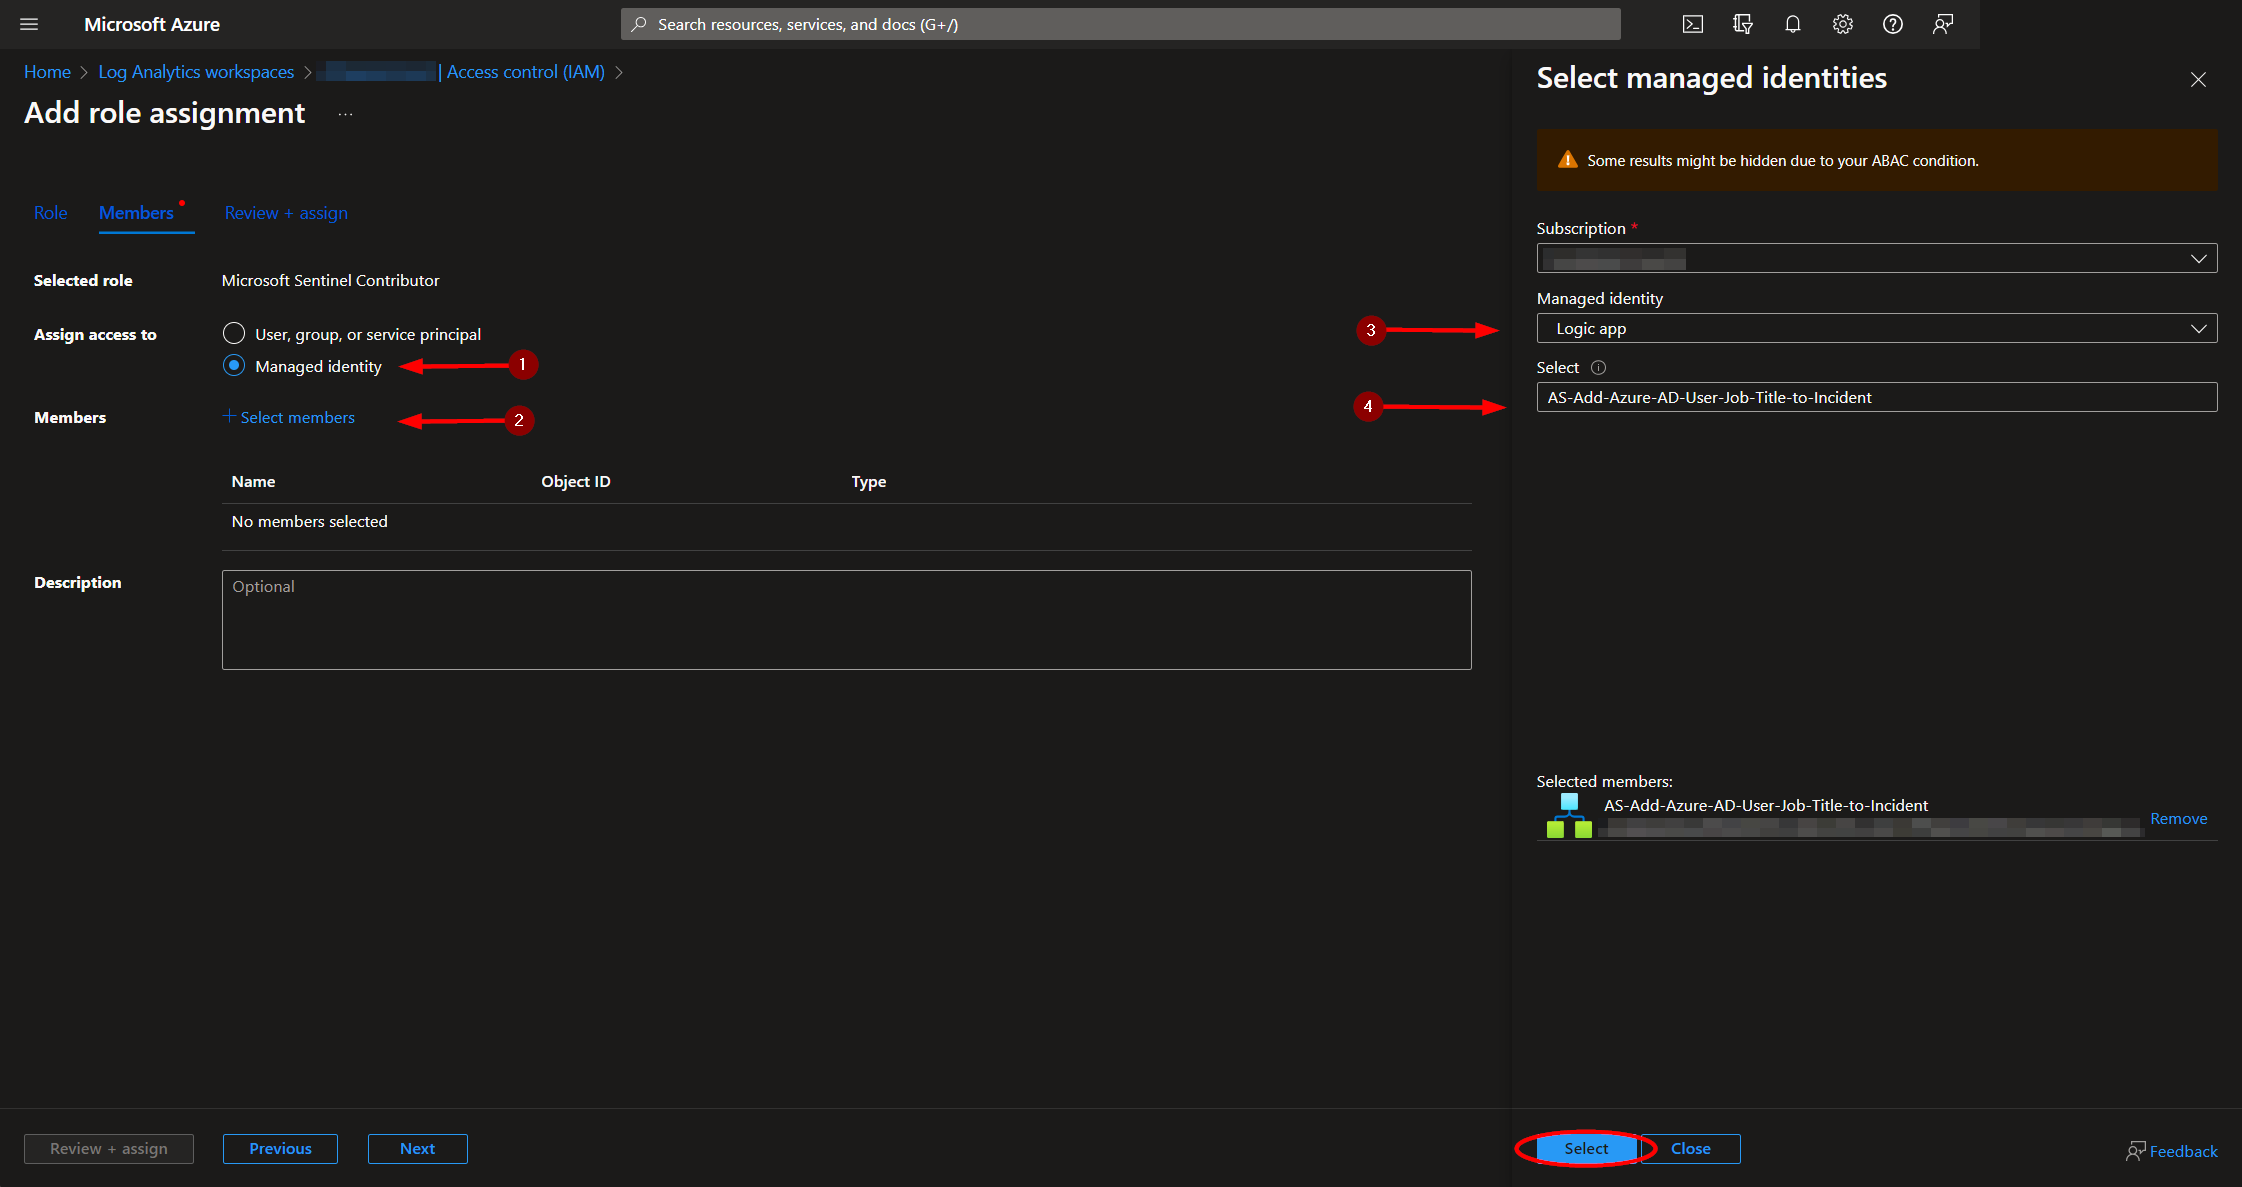 Microsoft Azure
Search resources, services, and docs (G+/)
Home > Log Analytics workspaces > | Access control (IAM) >
Add role assignment ...
Role Members Review + assign
Selected role Microsoft Sentinel Contributor
Assign access to User, group, or service principal
Managed identity 1
Members + Select members 2
Name Object ID Type
No members selected
Description Optional
Review + assign Previous Next
Select managed identities
Some results might be hidden due to your ABAC condition.
Subscription *
Managed identity
3 Logic app
Select
4 AS-Add-Azure-AD-User-Job-Title-to-Incident
Selected members:
AS-Add-Azure-AD-User-Job-Title-to-Incident
Remove
Select Close
Feedback